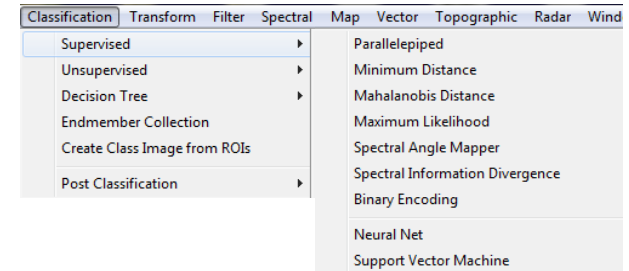 Classification Transform Filter Spectral Map Vector Topographic Radar Wind
Supervised
Unsupervised
Decision Tree
Endmember Collection
Create Class Image from ROIs
Post Classification
Parallelepiped
Minimum Distance
Mahalanobis Distance
Maximum Likelihood
Spectral Angle Mapper
Spectral Information Divergence
Binary Encoding
Neural Net
Support Vector Machine